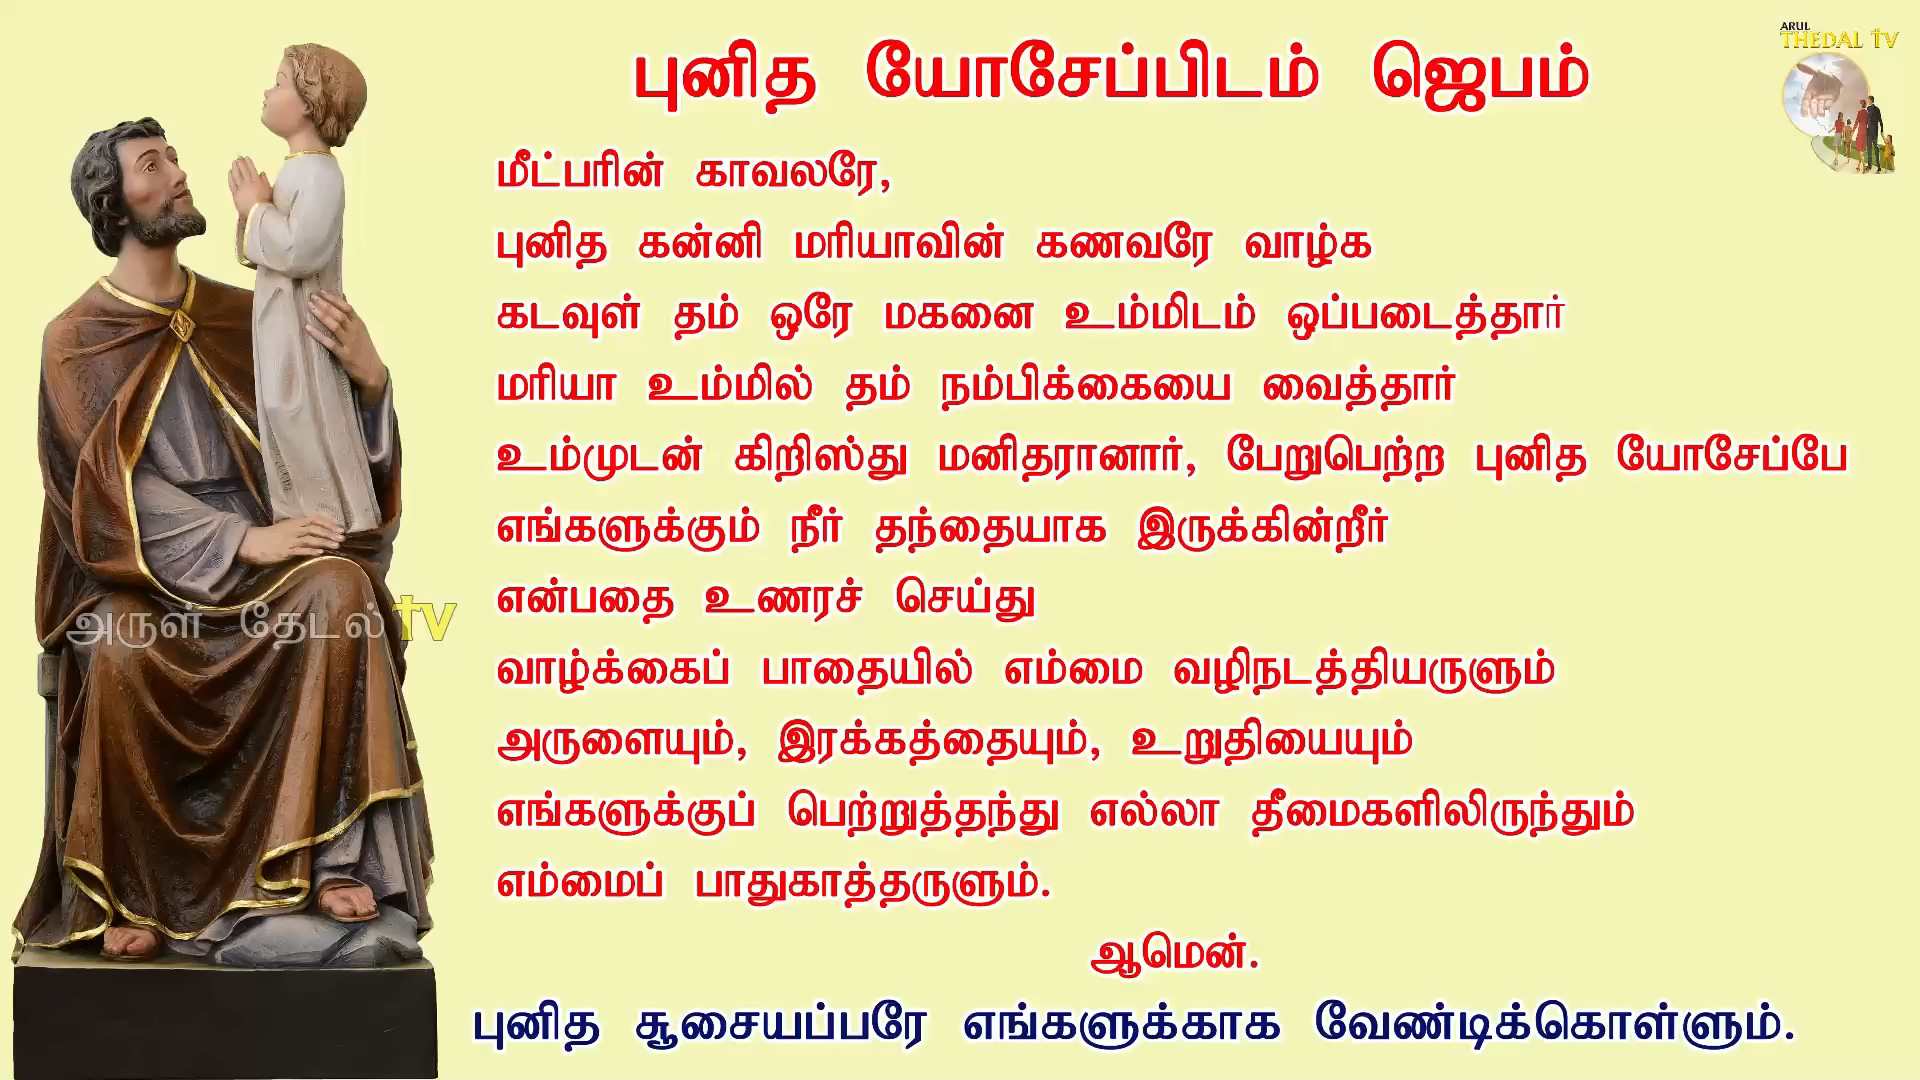 ARUL
THEDAL TV
புனித யோசேப்பிடம் ஜெபம்
மீட்பரின் காவலரே,
புனித கன்னி மரியாவின் கணவரே வாழ்க
கடவுள் தம் ஒரே மகனை உம்மிடம் ஒப்படைத்தார்
மரியா உம்மில் தம் நம்பிக்கையை வைத்தார்
உம்முடன் கிறிஸ்து மனிதரானார், பேறுபெற்ற புனித யோசேப்பே
எங்களுக்கும் நீர் தந்தையாக இருக்கின்றீர்
என்பதை உணரச் செய்து
வாழ்க்கைப் பாதையில் எம்மை வழிநடத்தியருளும்
அருளையும், இரக்கத்தையும், உறுதியையும்
எங்களுக்குப் பெற்றுத்தந்து எல்லா தீமைகளிலிருந்தும்
எம்மைப் பாதுகாத்தருளும்.
ஆமென்.
புனித சூசையப்பரே எங்களுக்காக வேண்டிக்கொள்ளும்.
அருள் தேடல் TV